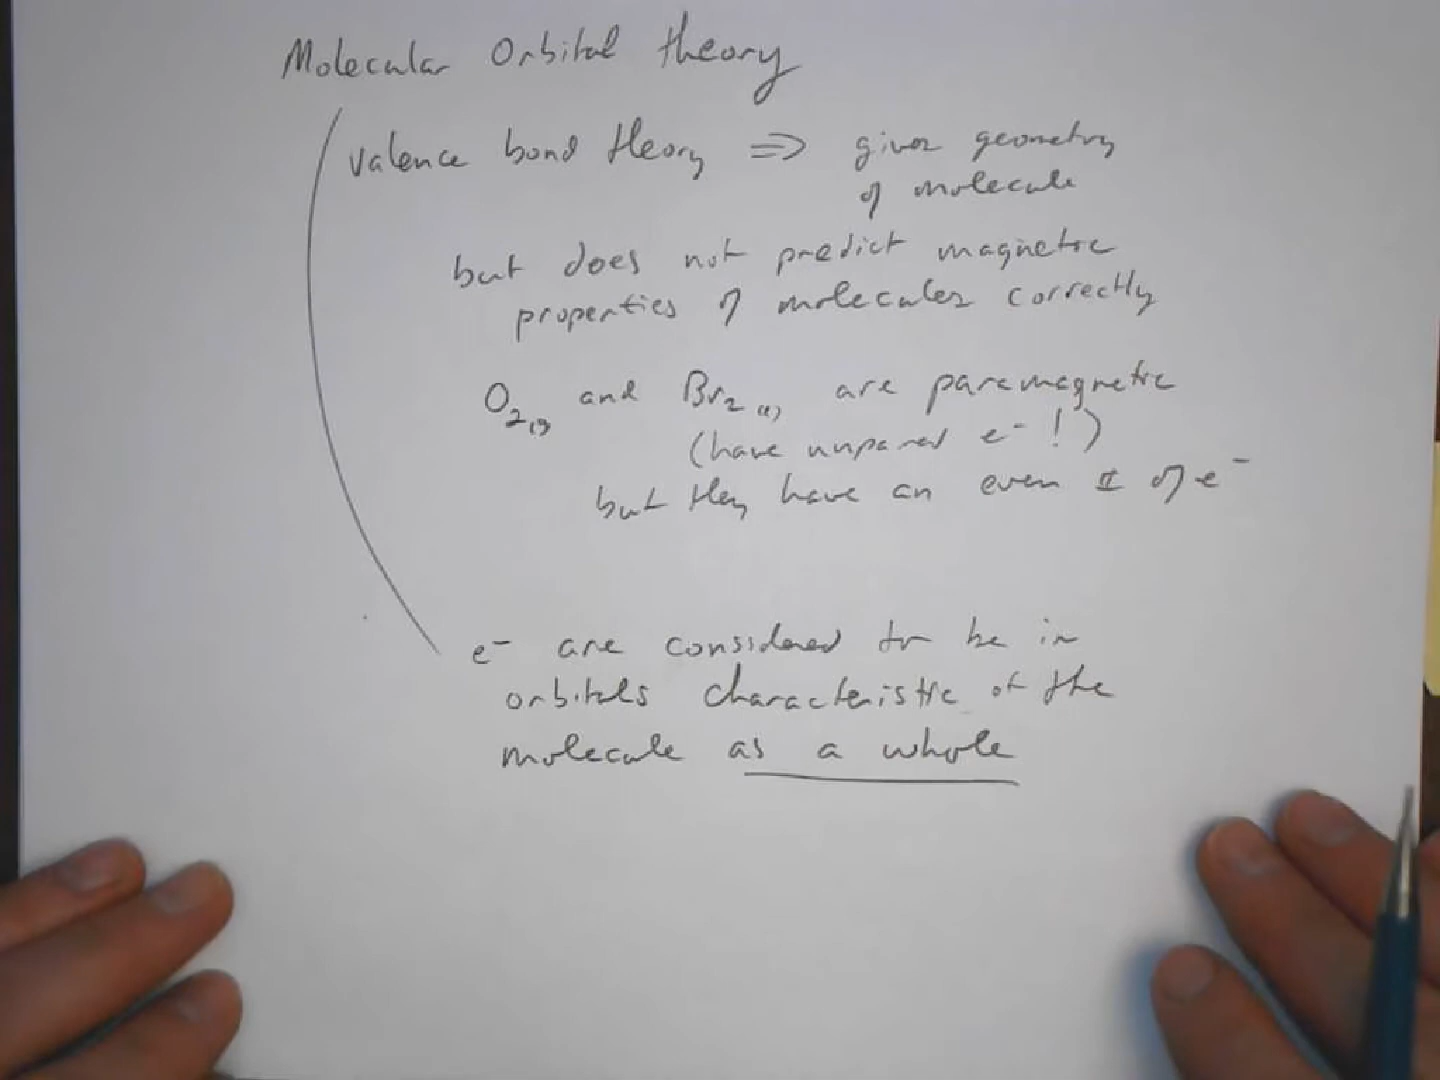 Molecular Orbital theory
valence bond theory ⇒ gives geometry
of molecule
but does not predict magnetic
properties of molecules correctly
O₂(g) and Br₂(l) are paramagnetic
(have unpaired e⁻!)
but they have an even # of e⁻
e⁻ are considered to be in
orbitals characteristic of the
molecule as a whole